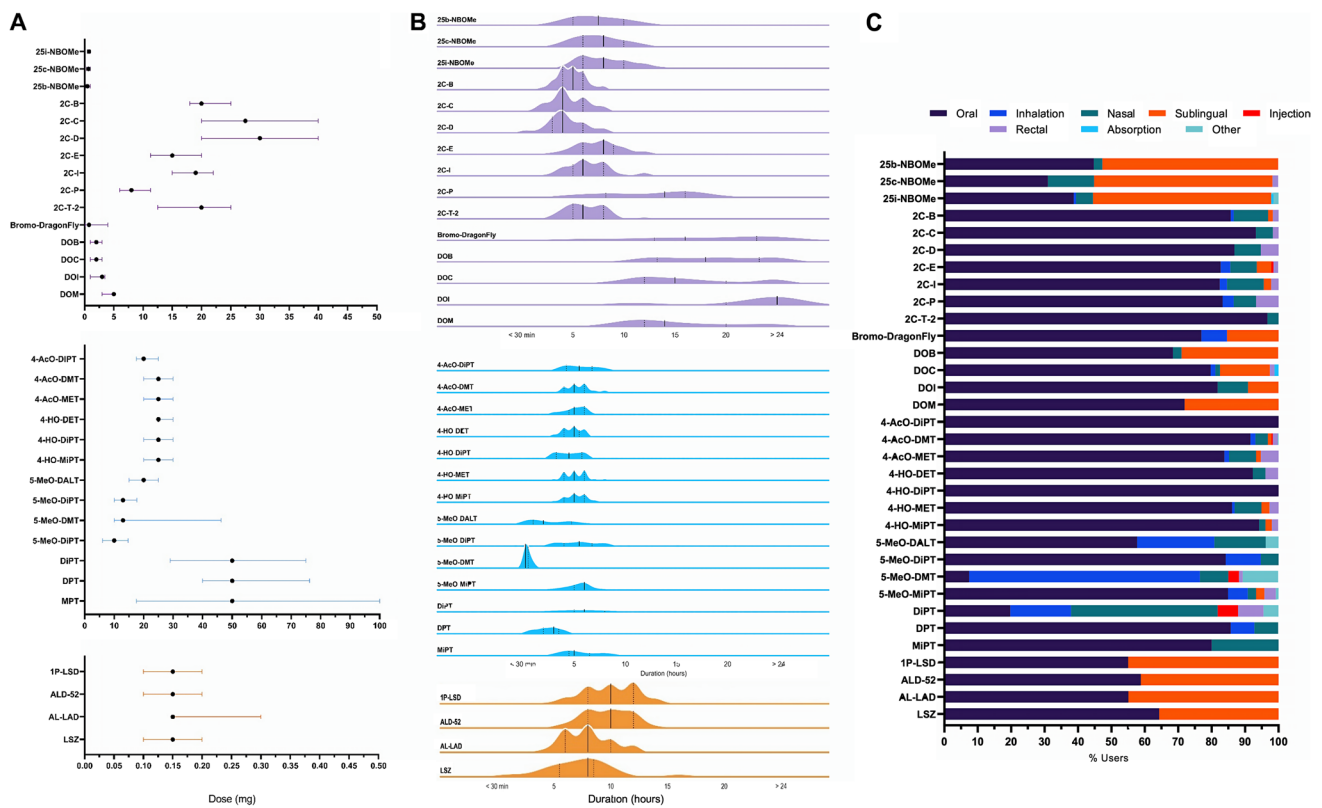 A
25i-NBOMe
25c-NBOMe
25b-NBOMe
2C-B
2C-C
2C-D
2C-E
2C-I
2C-P
2C-T-2
Bromo-DragonFly
DOB
DOC
DOI
DOM
0 5 10 15 20 25 30 35 40 45 50
4-AcO-DIPT
4-AcO-DMT
4-AcO-MET
4-HO-DET
4-HO-DiPT
4-HO-MiPT
5-MeO-DALT
5-MeO-DiPT
5-MeO-DMT
5-MeO-DiPT
DiPT
DPT
MPT
0 10 20 30 40 50 60 70 80 90 100
1P-LSD
ALD-52
AL-LAD
LSZ
0.00 0.05 0.10 0.15 0.20 0.25 0.30 0.35 0.40 0.45 0.50
Dose (mg)
B
25b-NBOMe
25c-NBOMe
25i-NBOMe
2C-B
2C-C
2C-D
2C-E
2C-I
2C-P
2C-T-2
Bromo-DragonFly
DOB
DOC
DOI
DOM
< 30 min 5 10 15 20 > 24
4-AcO-DiPT
4-AcO-DMT
4-AcO-MET
4-HO DET
4-HO DiPT
4-HO-MET
4-HO MiPT
5-MeO DALT
5-MeO DiPT
5-MeO-DMT
5-MeO MiPT
DiPT
DPT
MiPT
< 30 min 5 10 15 20 > 24
Duration (hours)
1P-LSD
ALD-52
AL-LAD
LSZ
< 30 min 5 10 15 20 > 24
Duration (hours)
C
Oral Inhalation Nasal Sublingual Injection
Rectal Absorption Other
25b-NBOMe
25c-NBOMe
25i-NBOMe
2C-B
2C-C
2C-D
2C-E
2C-I
2C-P
2C-T-2
Bromo-DragonFly
DOB
DOC
DOI
DOM
4-AcO-DiPT
4-AcO-DMT
4-AcO-MET
4-HO-DET
4-HO-DiPT
4-HO-MET
4-HO-MiPT
5-MeO-DALT
5-MeO-DiPT
5-MeO-DMT
5-MeO-MiPT
DiPT
DPT
MiPT
1P-LSD
ALD-52
AL-LAD
LSZ
0 10 20 30 40 50 60 70 80 90 100
% Users